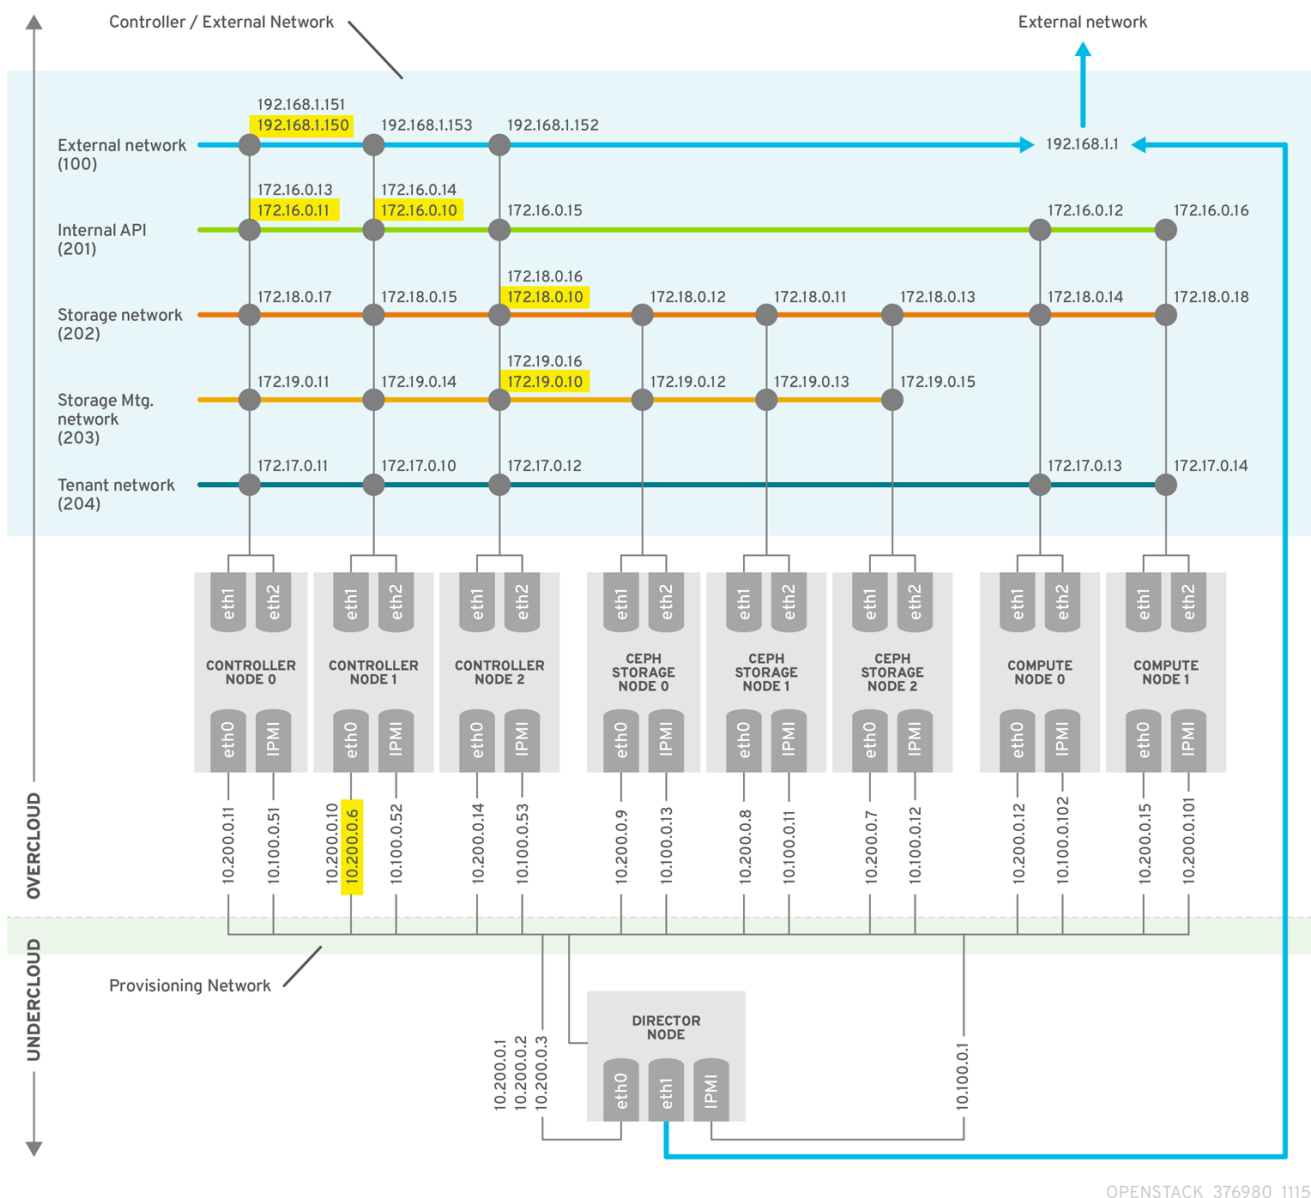 Controller / External Network
External network
192.168.1.151
192.168.1.150
192.168.1.153
192.168.1.152
External network
(100)
192.168.1.1
172.16.0.13
172.16.0.11
172.16.0.14
172.16.0.10
172.16.0.15
172.16.0.12
172.16.0.16
Internal API
(201)
172.18.0.16
172.18.0.17
172.18.0.15
172.18.0.10
172.18.0.12
172.18.0.11
172.18.0.13
172.18.0.14
172.18.0.18
Storage network
(202)
172.19.0.16
172.19.0.11
172.19.0.14
172.19.0.10
172.19.0.12
172.19.0.13
172.19.0.15
Storage Mtg.
network
(203)
172.17.0.11
172.17.0.10
172.17.0.12
172.17.0.13
172.17.0.14
Tenant network
(204)
eth1
eth2
CONTROLLER
NODE 0
eth0
IPMI
eth1
eth2
CONTROLLER
NODE 1
eth0
IPMI
eth1
eth2
CONTROLLER
NODE 2
eth0
IPMI
eth1
eth2
CEPH
STORAGE
NODE 0
eth0
IPMI
eth1
eth2
CEPH
STORAGE
NODE 1
eth0
IPMI
eth1
eth2
CEPH
STORAGE
NODE 2
eth0
IPMI
eth1
eth2
COMPUTE
NODE 0
eth0
IPMI
eth1
eth2
COMPUTE
NODE 1
eth0
IPMI
OVERCLOUD
10.200.0.11
10.100.0.51
10.200.0.10
10.200.0.6
10.100.0.52
10.200.0.14
10.100.0.53
10.200.0.9
10.100.0.13
10.200.0.8
10.100.0.11
10.200.0.7
10.100.0.12
10.200.0.12
10.100.0.102
10.200.0.15
10.200.0.101
UNDERCLOUD
Provisioning Network
10.200.0.1
10.200.0.2
10.200.0.3
DIRECTOR
NODE
eth0
eth1
IPMI
10.100.0.1
OPENSTACK_376980_1115